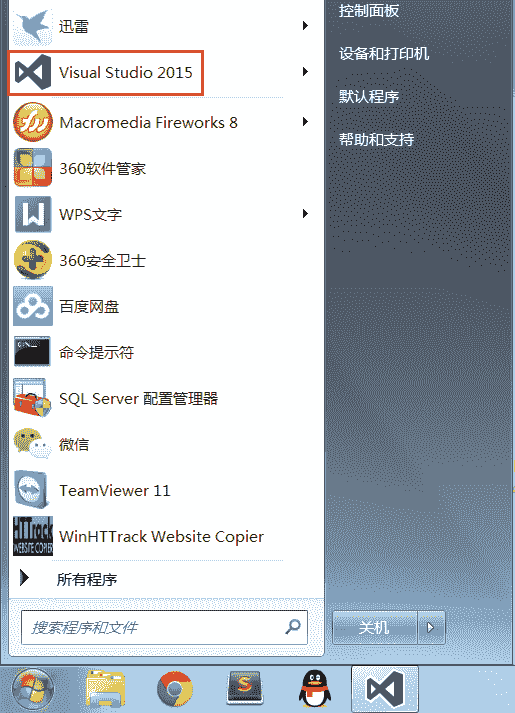 迅雷
Visual Studio 2015
Macromedia Fireworks 8
360软件管家
WPS文字
360安全卫士
百度网盘
命令提示符
SQL Server 配置管理器
微信
TeamViewer 11
HTTrack
WEBSITE COPIER
WinHTTrack Website Copier
所有程序
搜索程序和文件
控制面板
设备和打印机
默认程序
帮助和支持
关机